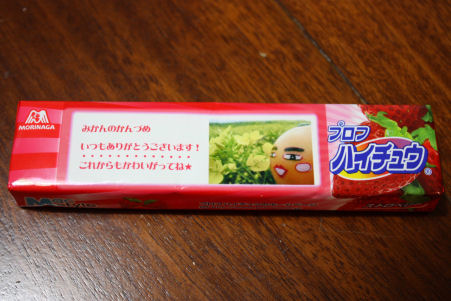 MORINAGA
みかんのかんづめ
いつもありがとうございます!
これからもかわいがってね★
プロフ
ハイチュウ
®